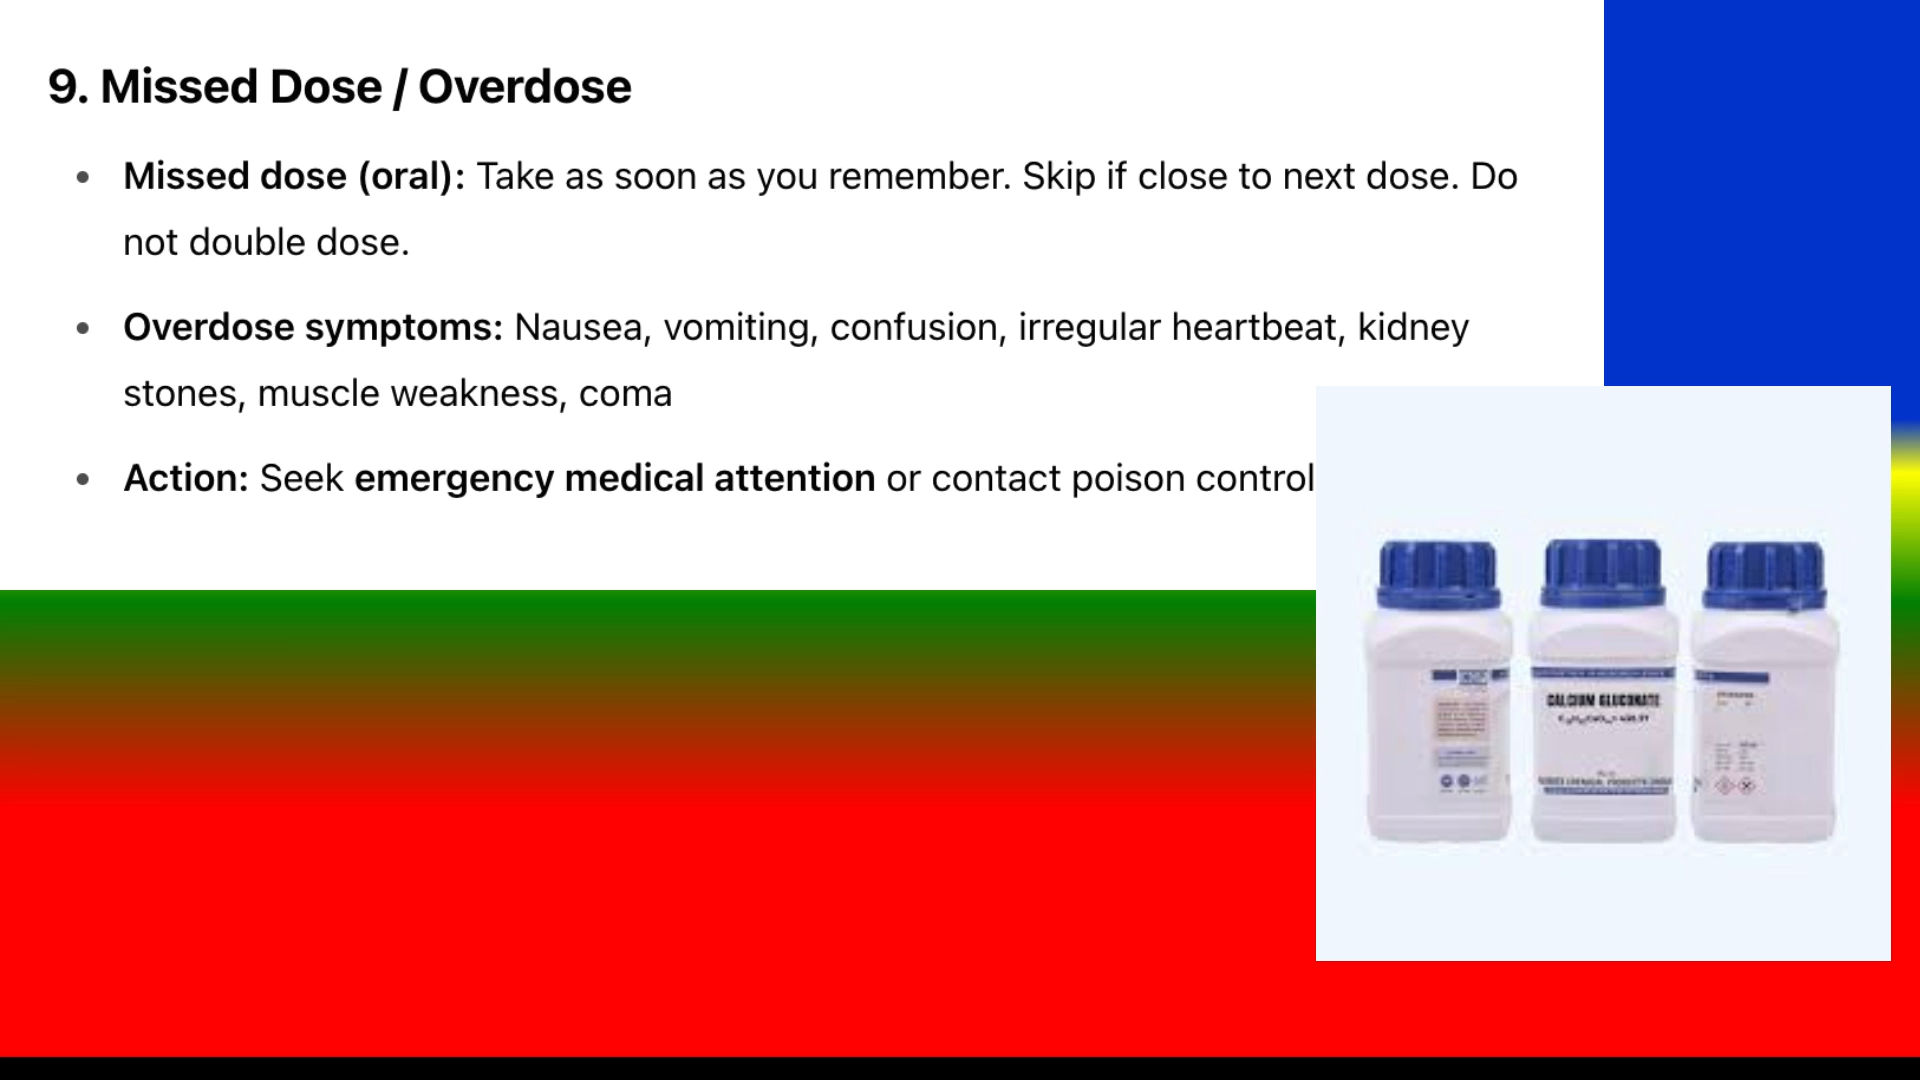 9. Missed Dose / Overdose
• Missed dose (oral): Take as soon as you remember. Skip if close to next dose. Do
not double dose.
• Overdose symptoms: Nausea, vomiting, confusion, irregular heartbeat, kidney
stones, muscle weakness, coma
• Action: Seek emergency medical attention or contact poison control
CALCIUM GLUCONATE